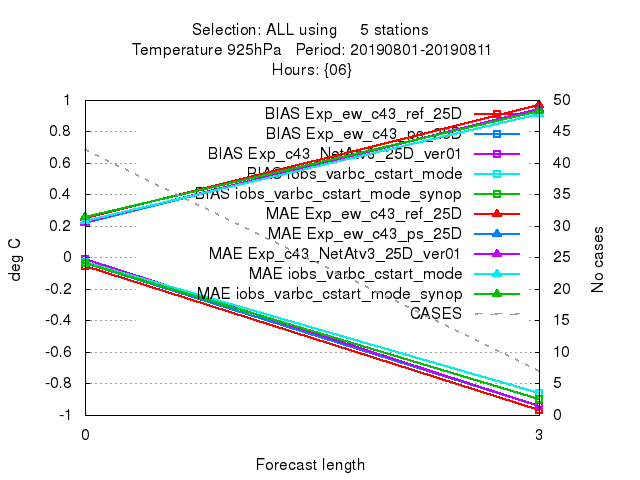 Selection: ALL using     5 stations
Temperature 925hPa   Period: 20190801-20190811
Hours: {06}
1
0.8
0.6
0.4
0.2
0
-0.2
-0.4
-0.6
-0.8
-1
deg C
50
45
40
35
30
25
20
15
10
5
0
No cases
BIAS Exp_ew_c43_ref_25D
BIAS Exp_ew_c43_ps_25D
BIAS Exp_c43_NetAtv3_25D_ver01
BIAS iobs_varbc_cstart_mode
BIAS iobs_varbc_cstart_mode_synop
MAE Exp_ew_c43_ref_25D
MAE Exp_ew_c43_ps_25D
MAE Exp_c43_NetAtv3_25D_ver01
MAE iobs_varbc_cstart_mode
MAE iobs_varbc_cstart_mode_synop
CASES
0
3
Forecast length